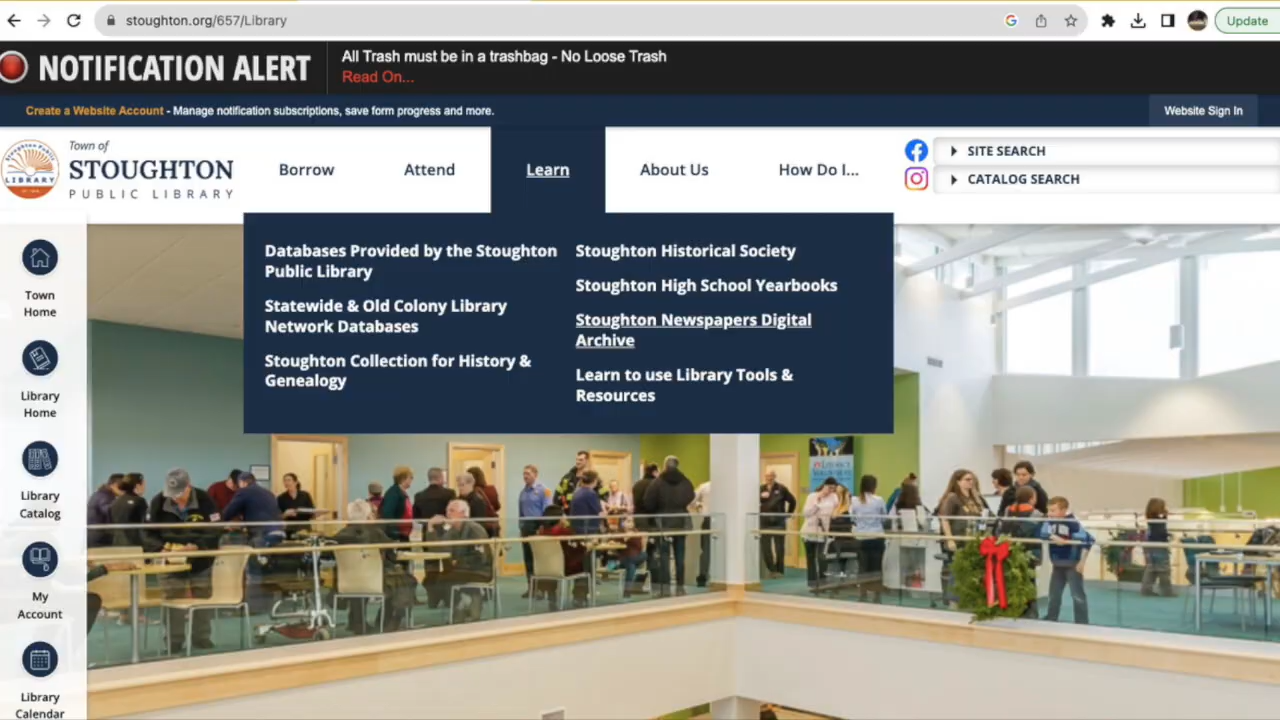 stoughton.org/657/Library
Update
NOTIFICATION ALERT
All Trash must be in a trashbag - No Loose Trash
Read On...
Create a Website Account - Manage notification subscriptions, save form progress and more.
Website Sign In
Town of
STOUGHTON
PUBLIC LIBRARY
Borrow
Attend
Learn
About Us
How Do I...
SITE SEARCH
CATALOG SEARCH
Databases Provided by the Stoughton
Public Library
Statewide & Old Colony Library
Network Databases
Stoughton Collection for History &
Genealogy
Stoughton Historical Society
Stoughton High School Yearbooks
Stoughton Newspapers Digital
Archive
Learn to use Library Tools &
Resources
Town
Home
Library
Home
Library
Catalog
My
Account
Library
Calendar